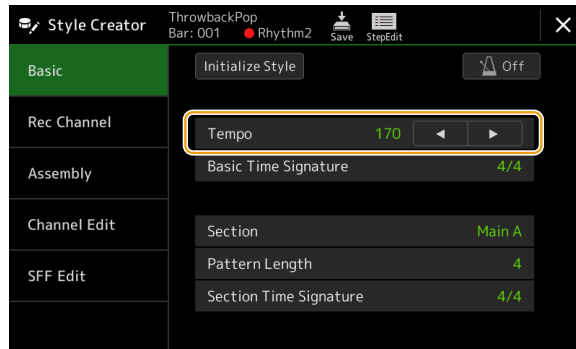 Style Creator
ThrowbackPop
Bar: 001 Rhythm2
Save
StepEdit
Basic
Initialize Style
Off
Rec Channel
Tempo 170
Assembly
Basic Time Signature 4/4
Channel Edit
Section Main A
Pattern Length 4
SFF Edit
Section Time Signature 4/4